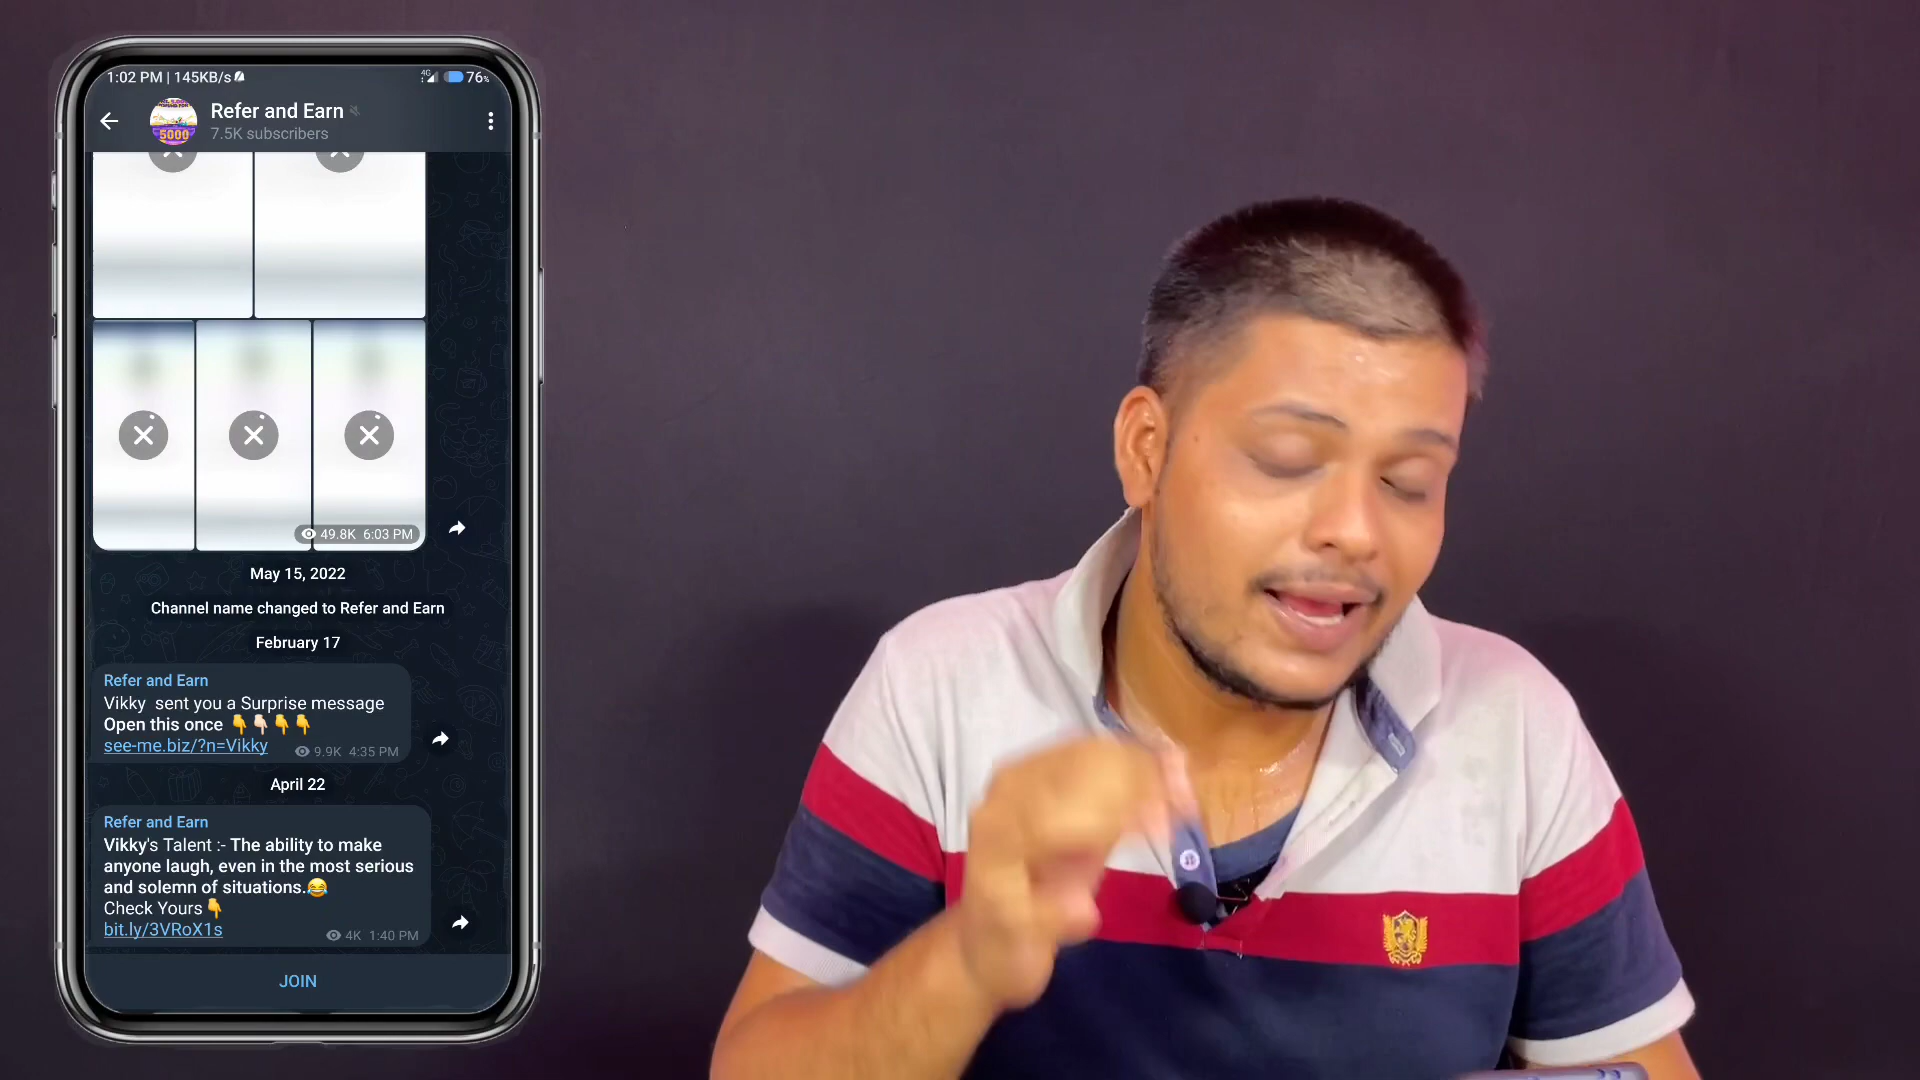 1:02 PM | 145KB/s
4G
76%
Refer and Earn
7.5K subscribers
5000
49.8K 6:03 PM
May 15, 2022
Channel name changed to Refer and Earn
February 17
Refer and Earn
Vikky sent you a Surprise message
Open this once 👇👇🏻👇👇
see-me.biz/?n=Vikky
9.9K 4:35 PM
April 22
Refer and Earn
Vikky's Talent :- The ability to make
anyone laugh, even in the most serious
and solemn of situations.😂
Check Yours👇
bit.ly/3VRoX1s
4K 1:40 PM
JOIN